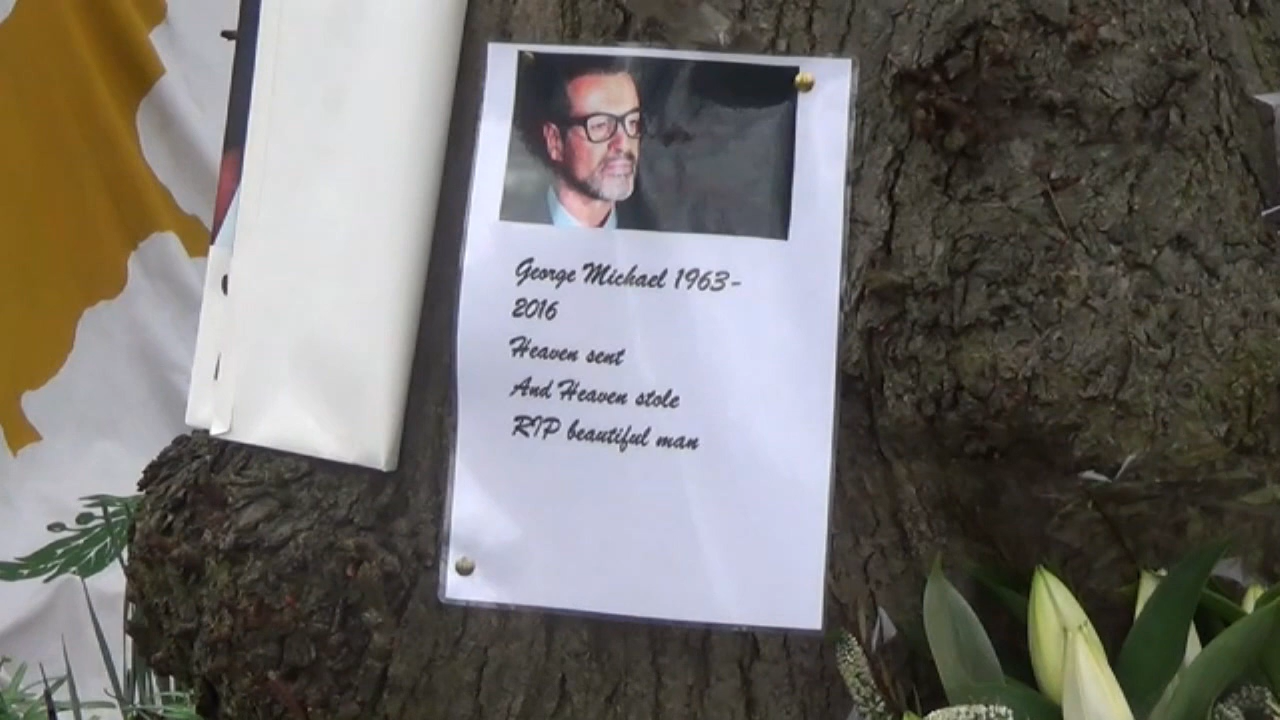 George Michael 1963-
2016
Heaven sent
And Heaven stole
RIP beautiful man